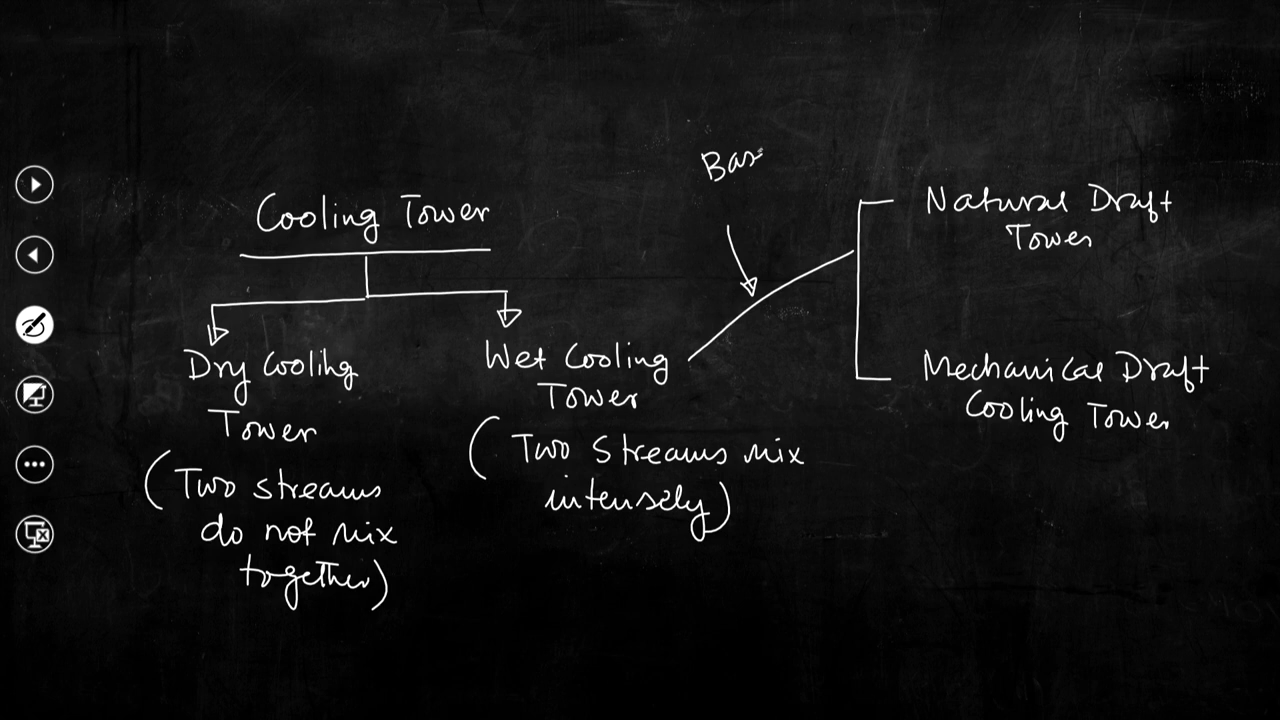 Cooling Tower
Dry Cooling
Tower
(Two streams
do not mix
together)
Wet Cooling
Tower
(Two Streams mix
intensely)
Bas
Natural Draft
Tower
Mechanical Draft
Cooling Tower